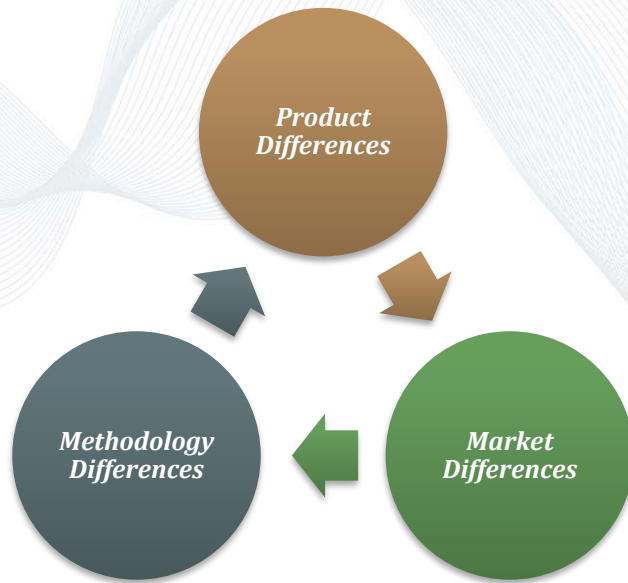 Product
Differences
Methodology
Differences
Market
Differences